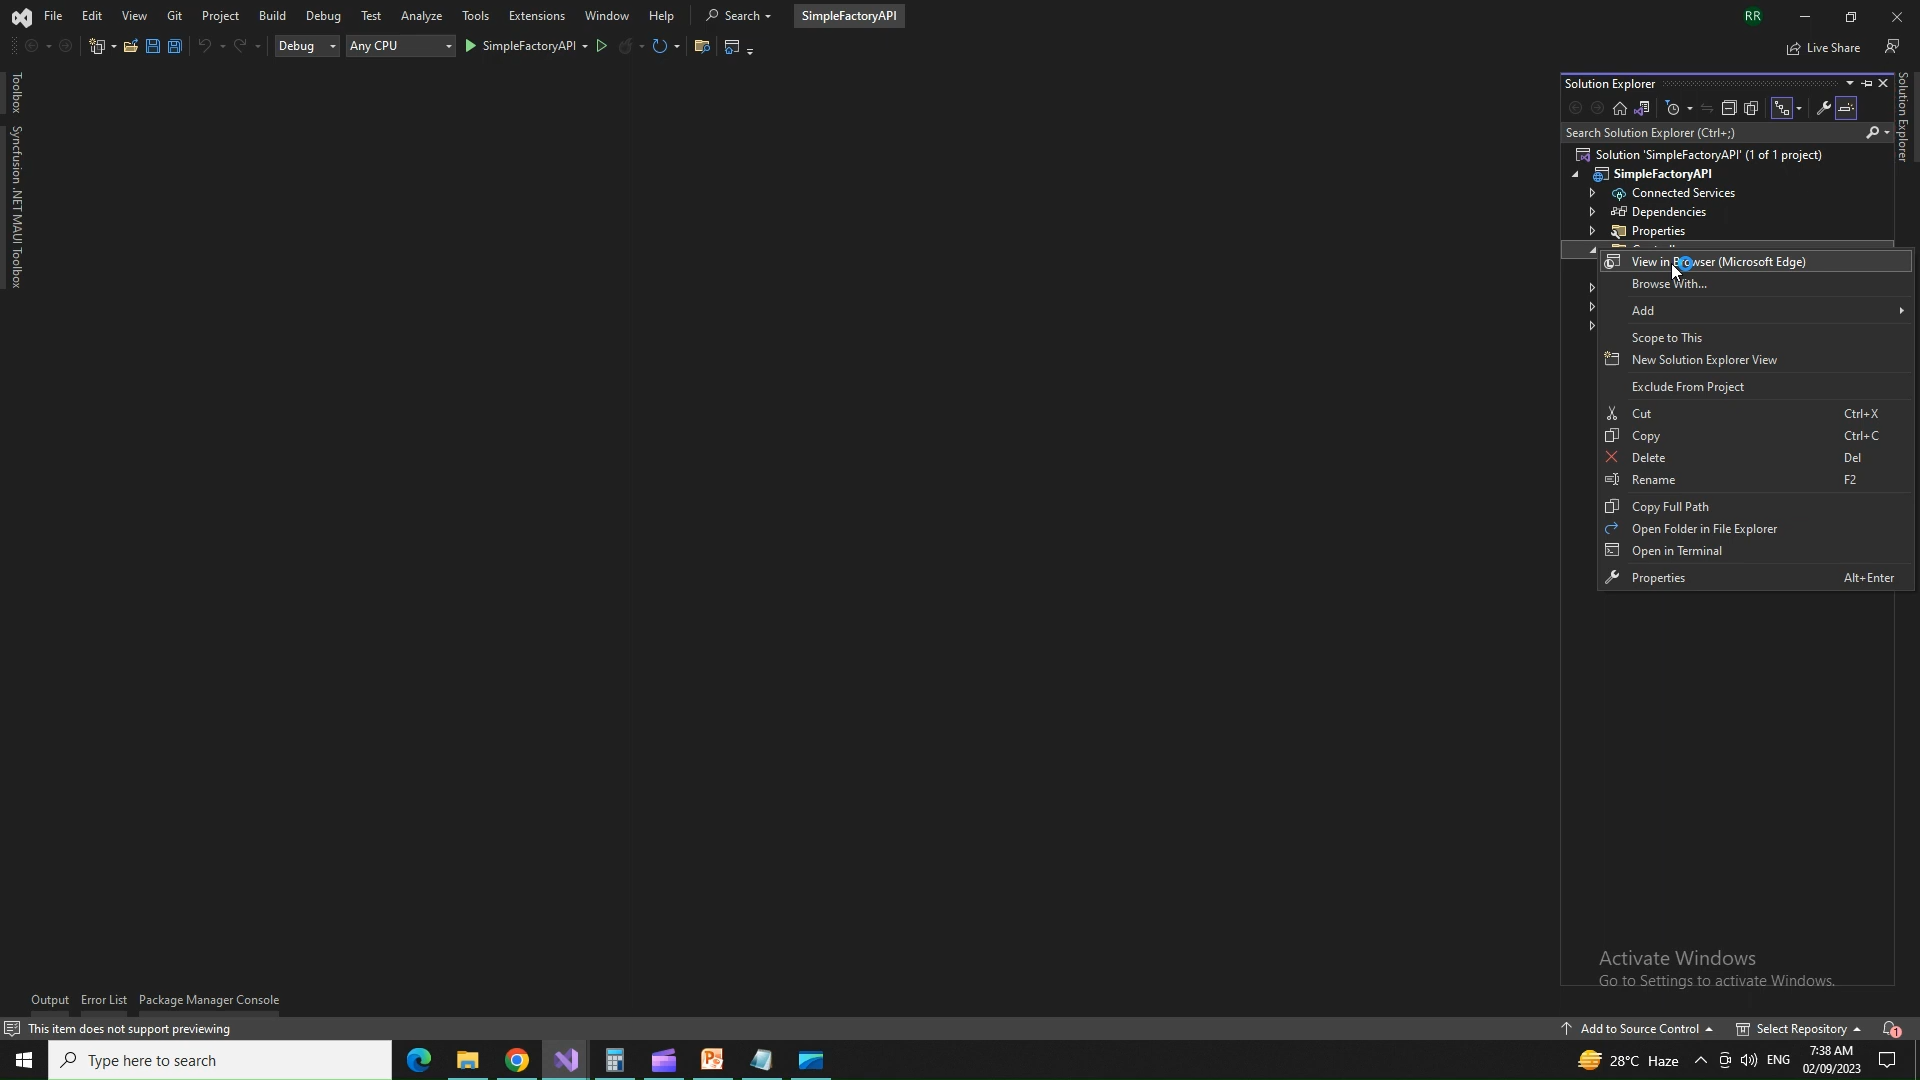 File Edit View Git Project Build Debug Test Analyze Tools Extensions Window Help Search SimpleFactoryAPI RR
Debug Any CPU SimpleFactoryAPI Live Share
Toolbox
Syncfusion .NET MAUI Toolbox
Solution Explorer
Solution Explorer
Search Solution Explorer (Ctrl+;)
Solution 'SimpleFactoryAPI' (1 of 1 project)
SimpleFactoryAPI
Connected Services
Dependencies
Properties
View in Browser (Microsoft Edge)
Browse With...
Add
Scope to This
New Solution Explorer View
Exclude From Project
Cut Ctrl+X
Copy Ctrl+C
Delete Del
Rename F2
Copy Full Path
Open Folder in File Explorer
Open in Terminal
Properties Alt+Enter
Activate Windows
Go to Settings to activate Windows.
Output Error List Package Manager Console
This item does not support previewing Add to Source Control Select Repository 1
Type here to search 28°C Haze ENG 7:38 AM
02/09/2023